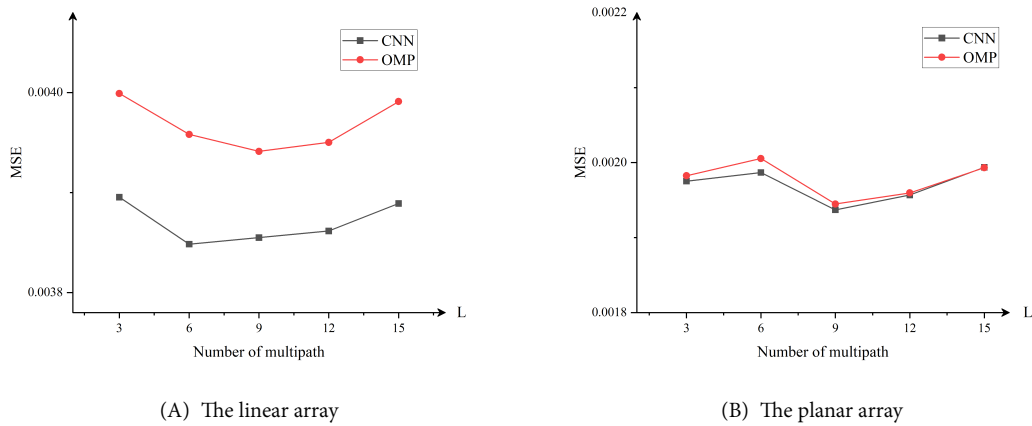 CNN
OMP
0.0040
0.0038
MSE
3 6 9 12 15
L
Number of multipath
(A) The linear array
0.0022
CNN
OMP
0.0020
0.0018
MSE
3 6 9 12 15
L
Number of multipath
(B) The planar array